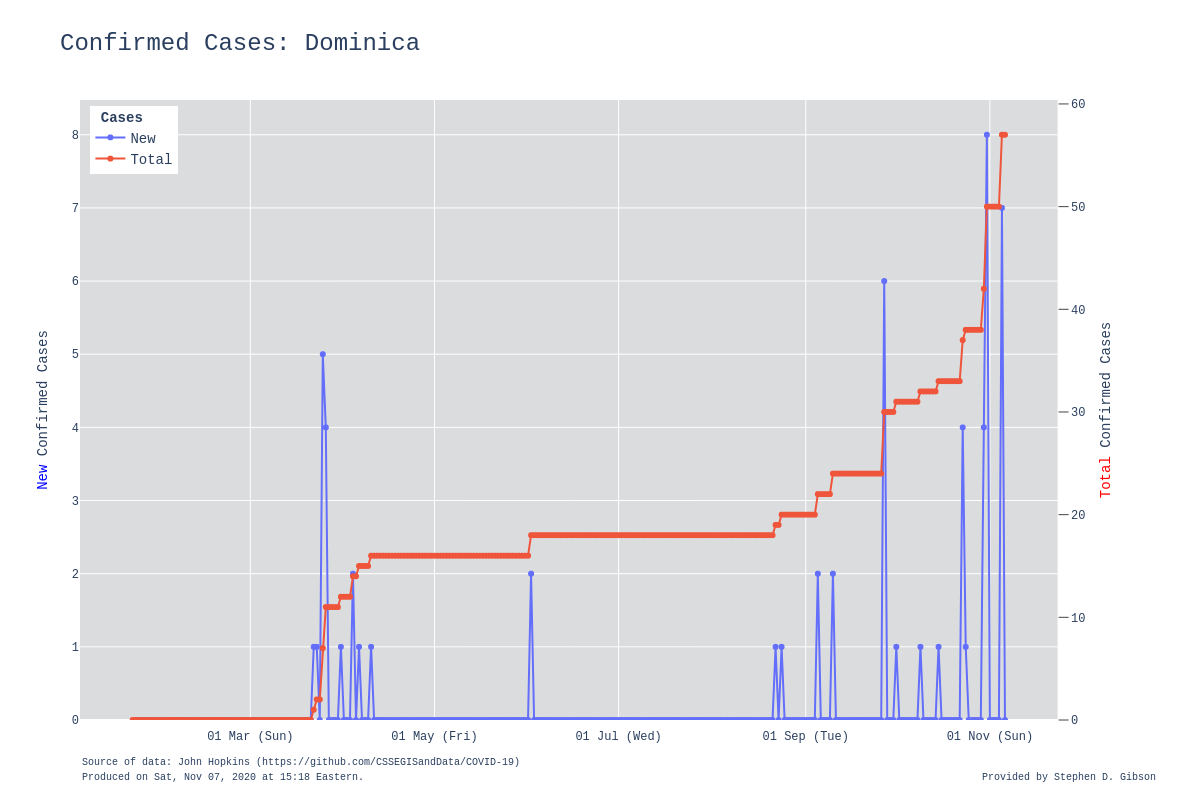 Confirmed Cases: Dominica
Cases
New
Total
8
7
6
5
4
3
2
1
0
60
50
40
30
20
10
0
New Confirmed Cases
Total Confirmed Cases
01 Mar (Sun)
01 May (Fri)
01 Jul (Wed)
01 Sep (Tue)
01 Nov (Sun)
Source of data: John Hopkins (https://github.com/CSSEGISandData/COVID-19)
Produced on Sat, Nov 07, 2020 at 15:18 Eastern.
Provided by Stephen D. Gibson